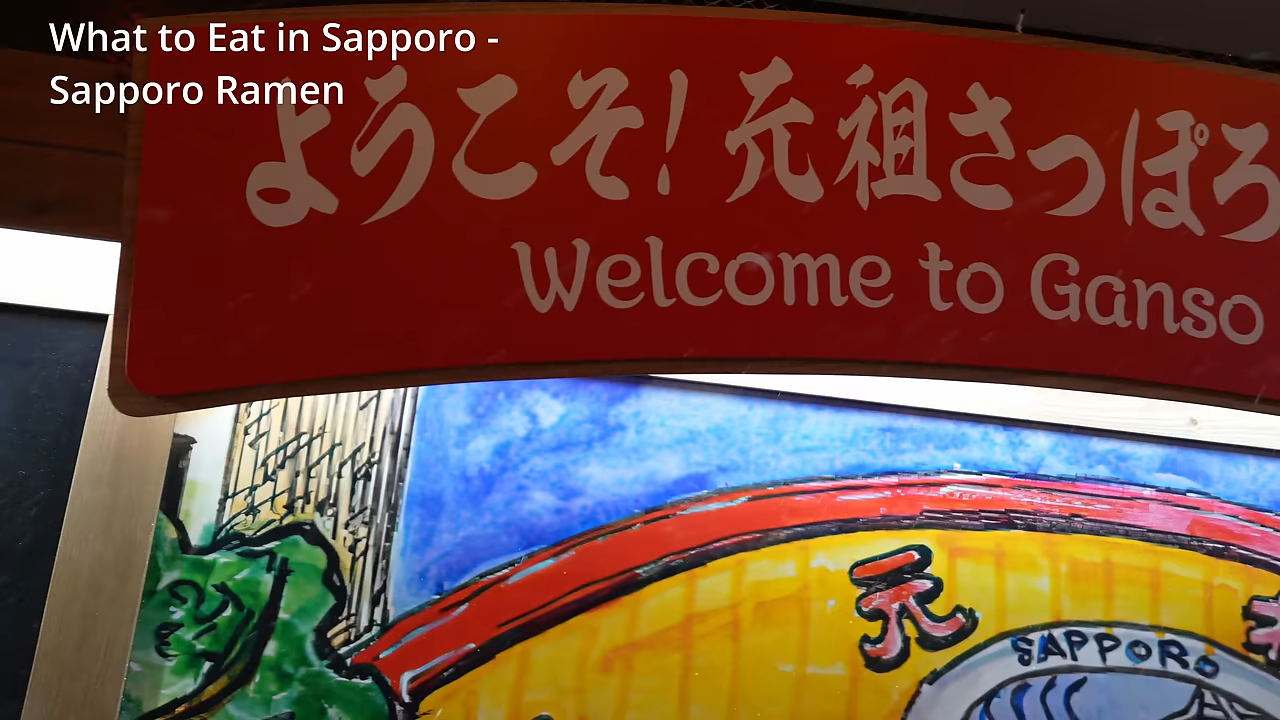 What to Eat in Sapporo -
Sapporo Ramen
ようこそ!元祖さっぽろ
Welcome to Ganso
元
SAPPORO